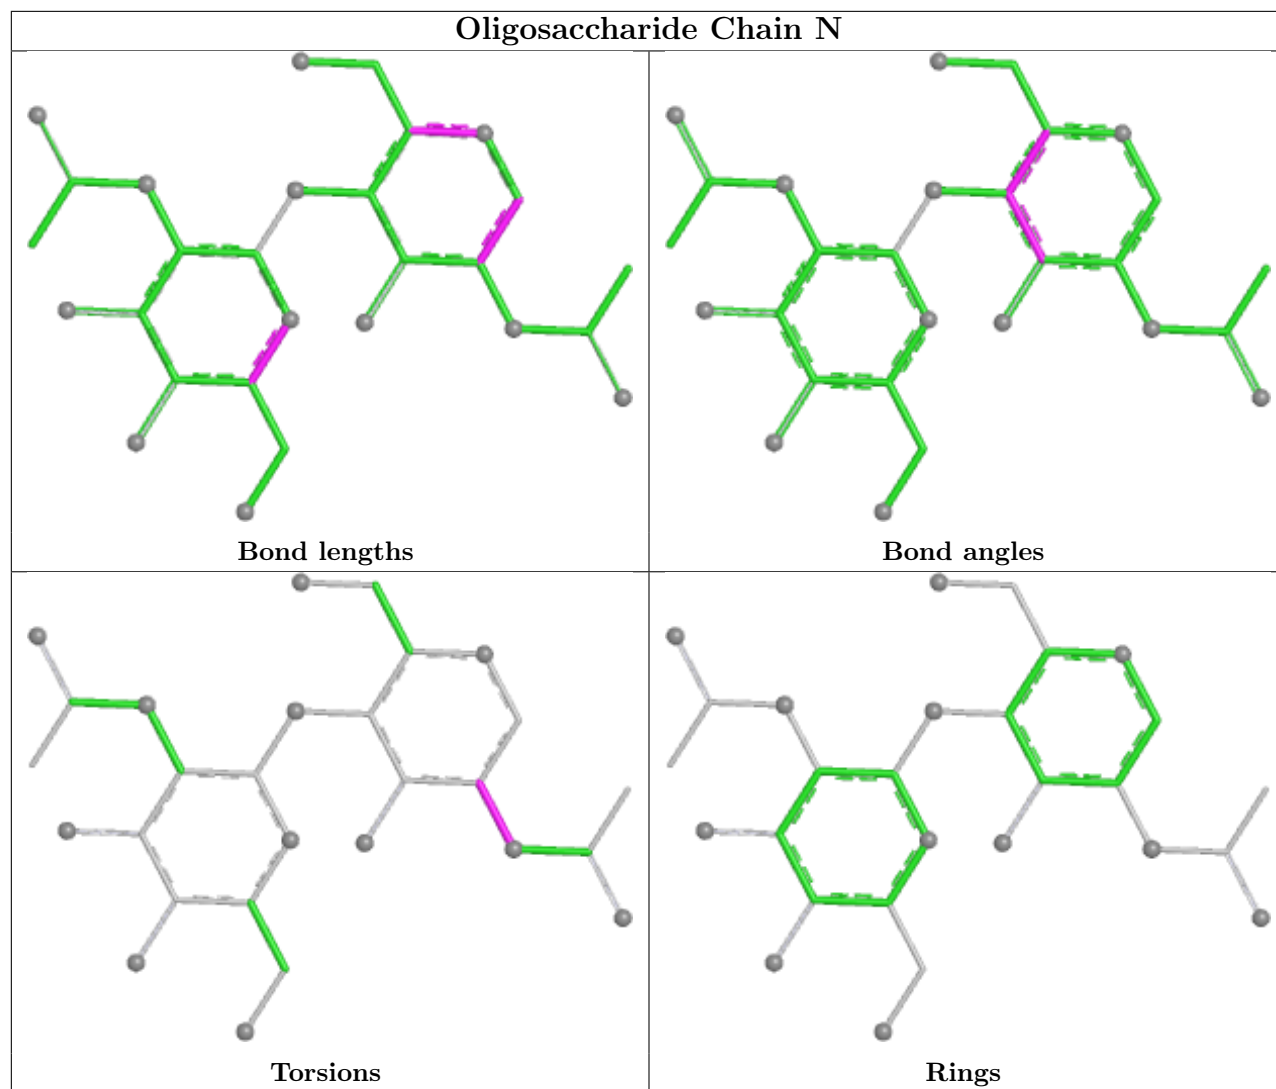 Oligosaccharide Chain N
Bond lengths
Bond angles
Torsions
Rings